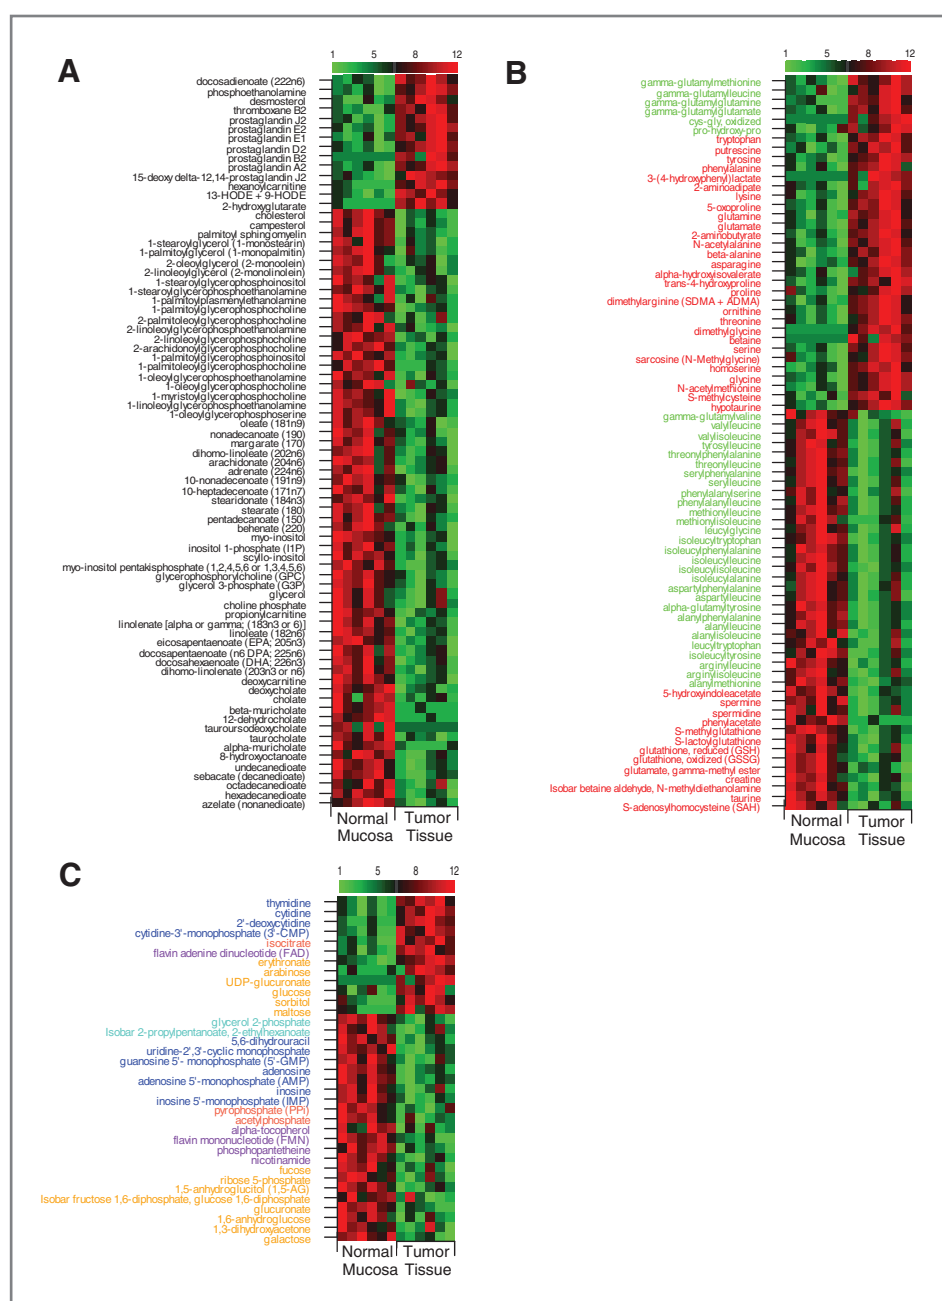 A
1 5 8 12
docosadienoate (222n6)
phosphoethanolamine
desmosterol
thromboxane B2
prostaglandin J2
prostaglandin E2
prostaglandin E1
prostaglandin D2
prostaglandin B2
prostaglandin A2
15-deoxy delta-12,14-prostaglandin J2
hexanoylcarnitine
13-HODE + 9-HODE
2-hydroxyglutarate
cholesterol
campesterol
palmitoyl sphingomyelin
1-stearoylglycerol (1-monostearin)
1-palmitoylglycerol (1-monopalmitin)
2-oleoylglycerol (2-monoolein)
2-linoleoylglycerol (2-monolinolein)
1-stearoylglycerophosphoinositol
1-stearoylglycerophosphoethanolamine
1-palmitoylplasmenylethanolamine
1-palmitoylglycerophosphocholine
2-palmitoleoylglycerophosphocholine
2-linoleoylglycerophosphoethanolamine
2-linoleoylglycerophosphocholine
2-arachidonoylglycerophosphocholine
1-palmitoylglycerophosphoinositol
1-palmitoleoylglycerophosphocholine
1-oleoylglycerophosphoethanolamine
1-oleoylglycerophosphocholine
1-myristoylglycerophosphocholine
1-linoleoylglycerophosphoethanolamine
1-oleoylglycerophosphoserine
oleate (181n9)
nonadecanoate (190)
margarate (170)
dihomo-linoleate (202n6)
arachidonate (204n6)
adrenate (224n6)
10-nonadecenoate (191n9)
10-heptadecenoate (171n7)
stearidonate (184n3)
stearate (180)
pentadecanoate (150)
behenate (220)
myo-inositol
inositol 1-phosphate (I1P)
scyllo-inositol
myo-inositol pentakisphosphate (1,2,4,5,6 or 1,3,4,5,6)
glycerophosphorylcholine (GPC)
glycerol 3-phosphate (G3P)
glycerol
choline phosphate
propionylcarnitine
linolenate [alpha or gamma; (183n3 or 6)]
linoleate (182n6)
eicosapentaenoate (EPA; 205n3)
docosapentaenoate (n6 DPA; 225n6)
docosahexaenoate (DHA; 226n3)
dihomo-linolenate (203n3 or n6)
deoxycarnitine
deoxycholate
cholate
beta-muricholate
12-dehydrocholate
tauroursodeoxycholate
taurocholate
alpha-muricholate
8-hydroxyoctanoate
undecanedioate
sebacate (decanedioate)
octadecanedioate
hexadecanedioate
azelate (nonanedioate)
Normal Tumor
Mucosa Tissue
B
1 5 8 12
gamma-glutamylmethionine
gamma-glutamylleucine
gamma-glutamylglutamine
gamma-glutamylglutamate
cys-gly, oxidized
pro-hydroxy-pro
tryptophan
putrescine
tyrosine
phenylalanine
3-(4-hydroxyphenyl)lactate
2-aminoadipate
lysine
5-oxoproline
glutamine
glutamate
2-aminobutyrate
N-acetylalanine
beta-alanine
asparagine
alpha-hydroxyisovalerate
trans-4-hydroxyproline
proline
dimethylarginine (SDMA + ADMA)
ornithine
threonine
dimethylglycine
betaine
serine
sarcosine (N-Methylglycine)
homoserine
glycine
N-acetylmethionine
S-methylcysteine
hypotaurine
gamma-glutamylvaline
valylleucine
valylisoleucine
tyrosylleucine
threonylphenylalanine
threonylleucine
serylphenylalanine
serylleucine
phenylalanylserine
phenylalanylleucine
methionylleucine
methionylisoleucine
leucylglycine
isoleucyltryptophan
isoleucylphenylalanine
isoleucylleucine
isoleucylisoleucine
isoleucylalanine
aspartylphenylalanine
aspartylleucine
alpha-glutamyltyrosine
alanylphenylalanine
alanylleucine
alanylisoleucine
leucyltryptophan
isoleucyltyrosine
arginylleucine
arginylisoleucine
alanylmethionine
5-hydroxyindoleacetate
spermine
spermidine
phenylacetate
S-methylglutathione
S-lactoylglutathione
glutathione, reduced (GSH)
glutathione, oxidized (GSSG)
glutamate, gamma-methyl ester
creatine
Isobar betaine aldehyde, N-methyldiethanolamine
taurine
S-adenosylhomocysteine (SAH)
Normal Tumor
Mucosa Tissue
C
1 5 8 12
thymidine
cytidine
2'-deoxycytidine
cytidine-3'-monophosphate (3'-CMP)
isocitrate
flavin adenine dinucleotide (FAD)
erythronate
arabinose
UDP-glucuronate
glucose
sorbitol
maltose
glycerol 2-phosphate
Isobar 2-propylpentanoate, 2-ethylhexanoate
5,6-dihydrouracil
uridine-2',3'-cyclic monophosphate
guanosine 5'- monophosphate (5'-GMP)
adenosine
adenosine 5'-monophosphate (AMP)
inosine
inosine 5'-monophosphate (IMP)
pyrophosphate (PPi)
acetylphosphate
alpha-tocopherol
flavin mononucleotide (FMN)
phosphopantetheine
nicotinamide
fucose
ribose 5-phosphate
1,5-anhydroglucitol (1,5-AG)
Isobar fructose 1,6-diphosphate, glucose 1,6-diphosphate
glucuronate
1,6-anhydroglucose
1,3-dihydroxyacetone
galactose
Normal Tumor
Mucosa Tissue